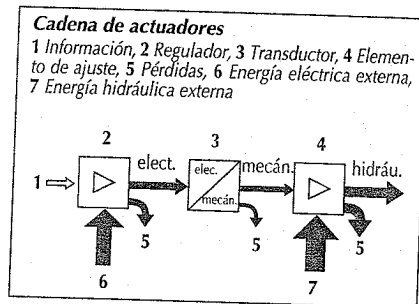 Cadena de actuadores
1 Información, 2 Regulador, 3 Transductor, 4 Elemen-
to de ajuste, 5 Pérdidas, 6 Energía eléctrica externa,
7 Energía hidráulica externa
2 3 4
elect. mecán. hidráu.
1 elec.
mecán.
5 5 5
6 7